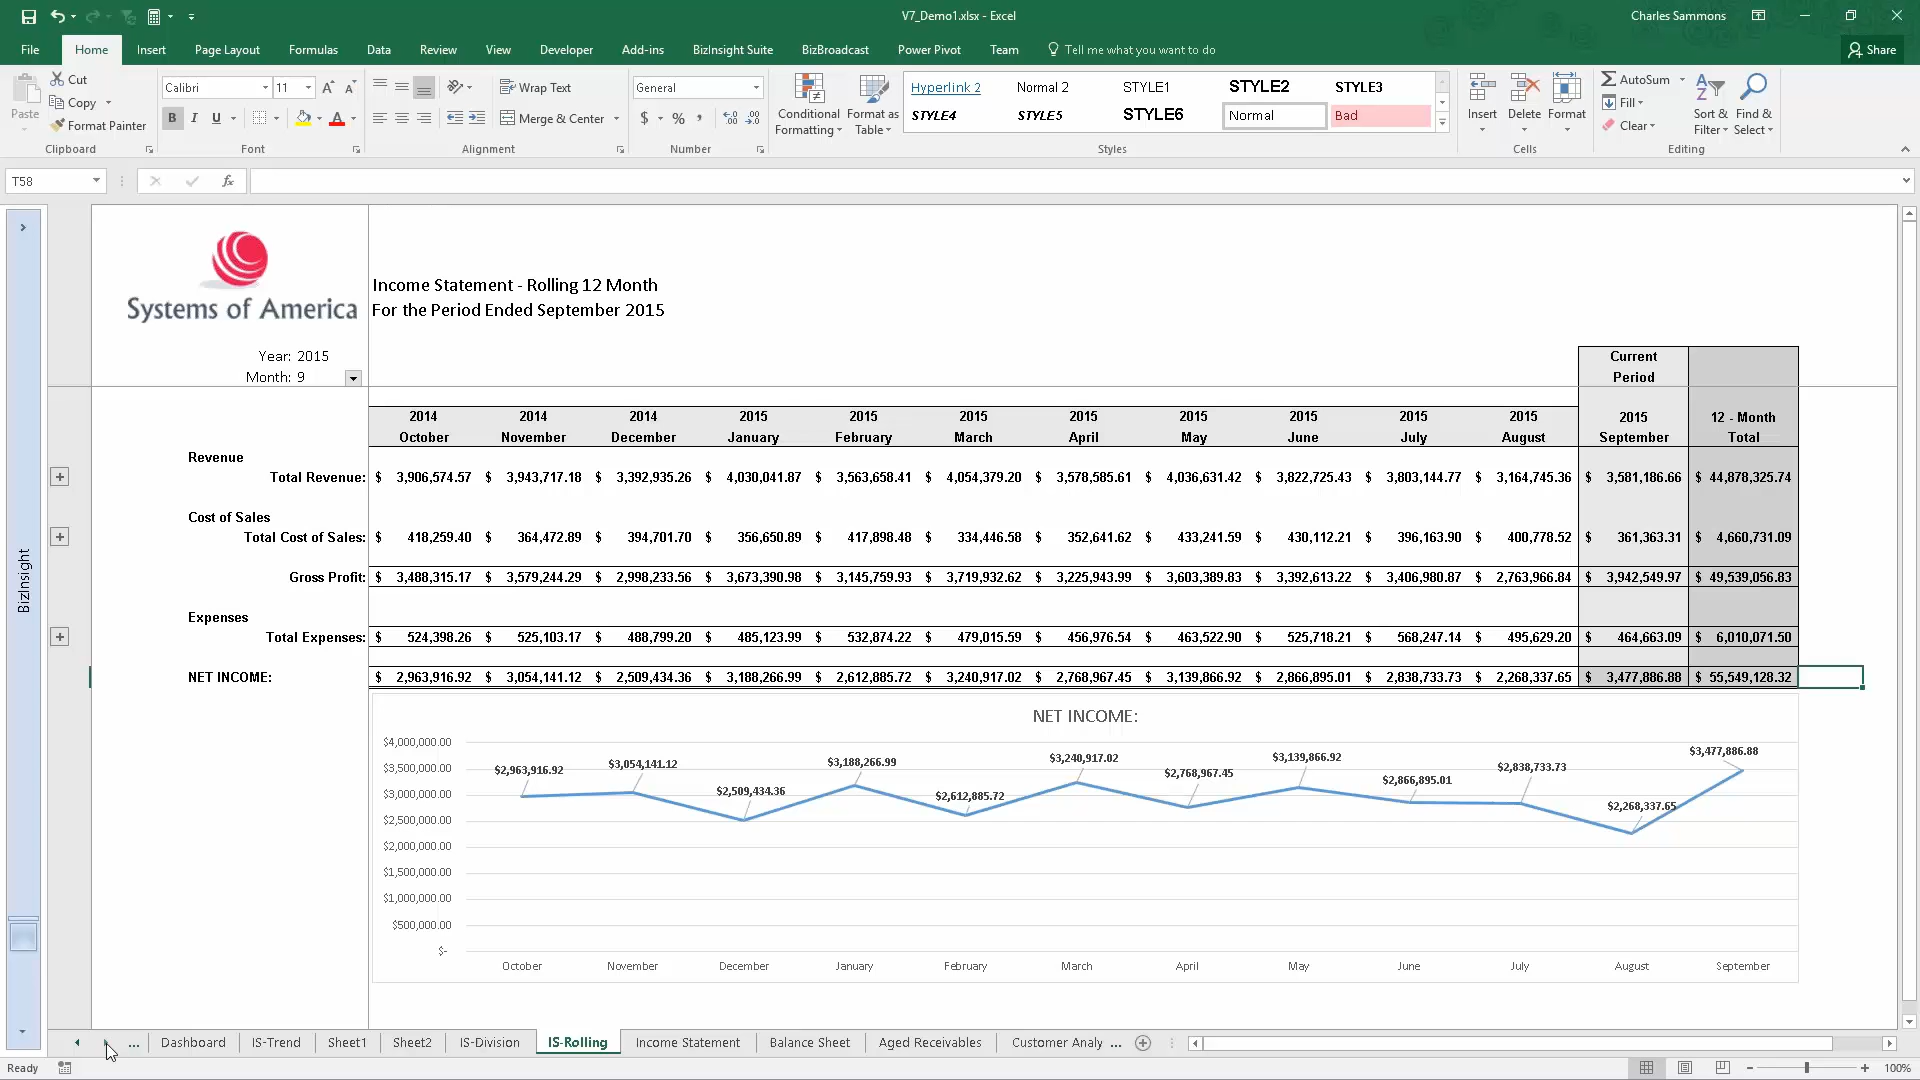 V7_Demo1.xlsx - Excel
Charles Sammons
File Home Insert Page Layout Formulas Data Review View Developer Add-ins BizInsight Suite BizBroadcast Power Pivot Team Tell me what you want to do Share
Paste
Cut
Copy
Format Painter
Clipboard
Calibri 11
B I U
Font
Wrap Text
Merge & Center
Alignment
General
$ % ,
Number
Conditional Formatting
Format as Table
Hyperlink 2 Normal 2 STYLE1 STYLE2 STYLE3
STYLE4 STYLE5 STYLE6 Normal Bad
Styles
Insert Delete Format
Cells
AutoSum
Fill
Clear
Sort & Filter
Find & Select
Editing
T58
fx
BizInsight
Systems of America
Income Statement - Rolling 12 Month
For the Period Ended September 2015
Year: 2015
Month: 9
Current
Period
2014 2014 2014 2015 2015 2015 2015 2015 2015 2015 2015 2015 12 - Month
October November December January February March April May June July August September Total
Revenue
Total Revenue: $ 3,906,574.57 $ 3,943,717.18 $ 3,392,935.26 $ 4,030,041.87 $ 3,563,658.41 $ 4,054,379.20 $ 3,578,585.61 $ 4,036,631.42 $ 3,822,725.43 $ 3,803,144.77 $ 3,164,745.36 $ 3,581,186.66 $ 44,878,325.74
Cost of Sales
Total Cost of Sales: $ 418,259.40 $ 364,472.89 $ 394,701.70 $ 356,650.89 $ 417,898.48 $ 334,446.58 $ 352,641.62 $ 433,241.59 $ 430,112.21 $ 396,163.90 $ 400,778.52 $ 361,363.31 $ 4,660,731.09
Gross Profit: $ 3,488,315.17 $ 3,579,244.29 $ 2,998,233.56 $ 3,673,390.98 $ 3,145,759.93 $ 3,719,932.62 $ 3,225,943.99 $ 3,603,389.83 $ 3,392,613.22 $ 3,406,980.87 $ 2,763,966.84 $ 3,942,549.97 $ 49,539,056.83
Expenses
Total Expenses: $ 524,398.26 $ 525,103.17 $ 488,799.20 $ 485,123.99 $ 532,874.22 $ 479,015.59 $ 456,976.54 $ 463,522.90 $ 525,718.21 $ 568,247.14 $ 495,629.20 $ 464,663.09 $ 6,010,071.50
NET INCOME: $ 2,963,916.92 $ 3,054,141.12 $ 2,509,434.36 $ 3,188,266.99 $ 2,612,885.72 $ 3,240,917.02 $ 2,768,967.45 $ 3,139,866.92 $ 2,866,895.01 $ 2,838,733.73 $ 2,268,337.65 $ 3,477,886.88 $ 55,549,128.32
NET INCOME:
$4,000,000.00
$3,500,000.00
$3,000,000.00
$2,500,000.00
$2,000,000.00
$1,500,000.00
$1,000,000.00
$500,000.00
$-
$2,963,916.92 $3,054,141.12 $2,509,434.36 $3,188,266.99 $2,612,885.72 $3,240,917.02 $2,768,967.45 $3,139,866.92 $2,866,895.01 $2,838,733.73 $2,268,337.65 $3,477,886.88
October November December January February March April May June July August September
... Dashboard IS-Trend Sheet1 Sheet2 IS-Division IS-Rolling Income Statement Balance Sheet Aged Receivables Customer Analy ...
Ready
100%